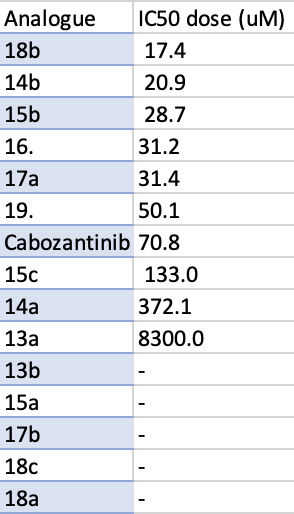 Analogue IC50 dose (uM)
18b 17.4
14b 20.9
15b 28.7
16. 31.2
17a 31.4
19. 50.1
Cabozantinib 70.8
15c 133.0
14a 372.1
13a 8300.0
13b -
15a -
17b -
18c -
18a -